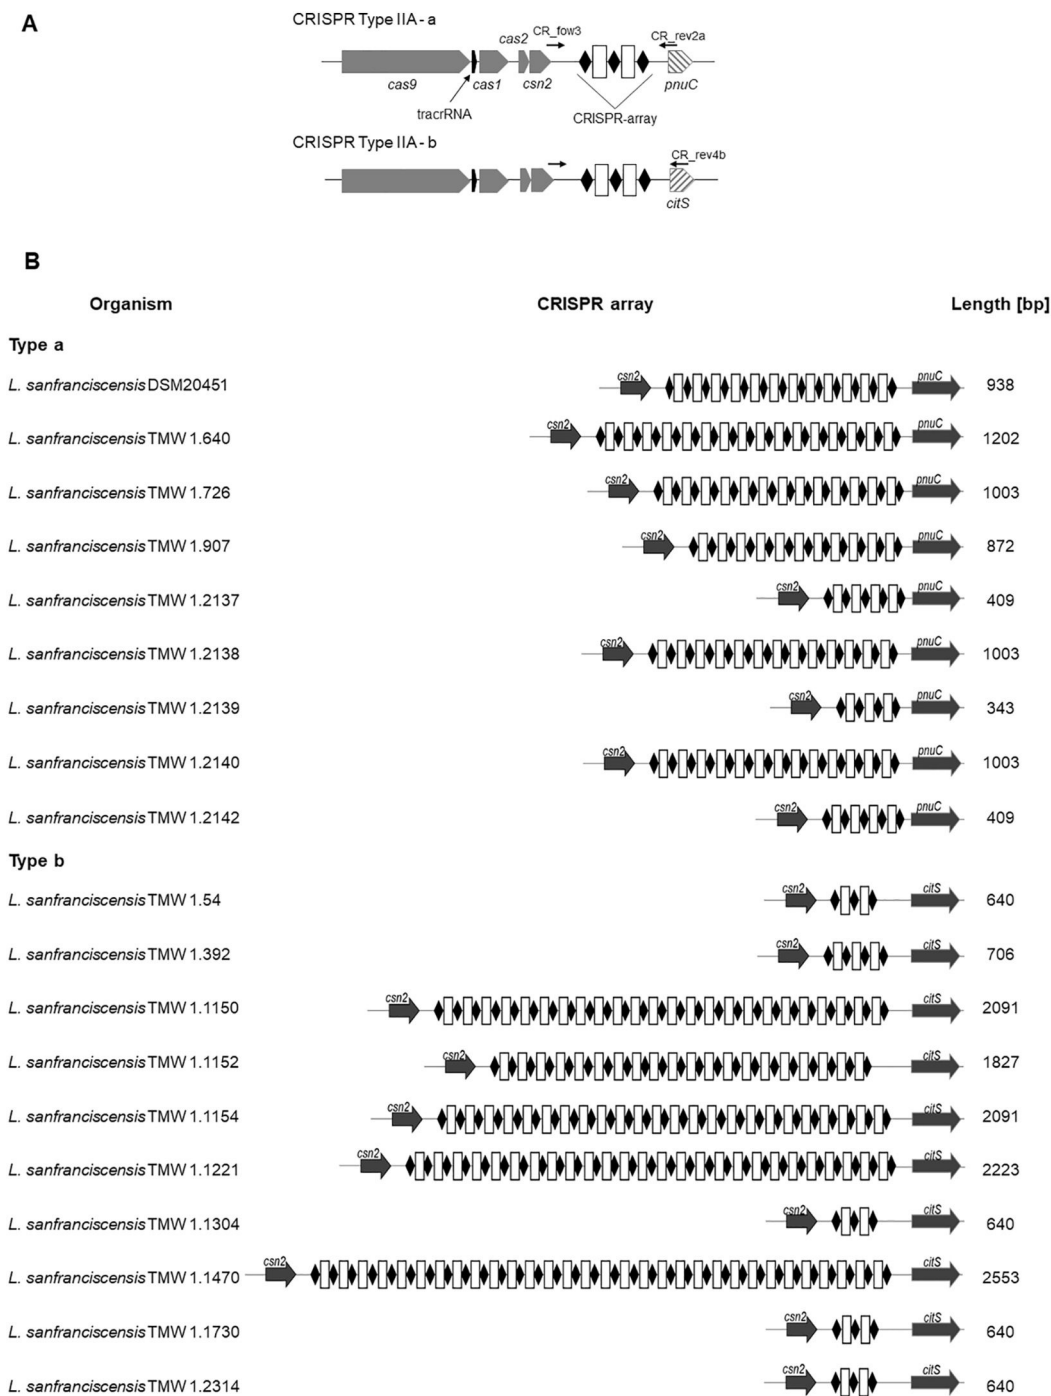 A
CRISPR Type IIA - a
cas2 CR_fow3 CR_rev2a
cas9 cas1 csn2 pnuC
tracrRNA CRISPR-array
CRISPR Type IIA - b
CR_rev4b
citS
B
Organism CRISPR array Length [bp]
Type a
L. sanfranciscensis DSM20451 csn2 pnuC 938
L. sanfranciscensis TMW 1.640 csn2 pnuC 1202
L. sanfranciscensis TMW 1.726 csn2 pnuC 1003
L. sanfranciscensis TMW 1.907 csn2 pnuC 872
L. sanfranciscensis TMW 1.2137 csn2 pnuC 409
L. sanfranciscensis TMW 1.2138 csn2 pnuC 1003
L. sanfranciscensis TMW 1.2139 csn2 pnuC 343
L. sanfranciscensis TMW 1.2140 csn2 pnuC 1003
L. sanfranciscensis TMW 1.2142 csn2 pnuC 409
Type b
L. sanfranciscensis TMW 1.54 csn2 citS 640
L. sanfranciscensis TMW 1.392 csn2 citS 706
L. sanfranciscensis TMW 1.1150 csn2 citS 2091
L. sanfranciscensis TMW 1.1152 csn2 citS 1827
L. sanfranciscensis TMW 1.1154 csn2 citS 2091
L. sanfranciscensis TMW 1.1221 csn2 citS 2223
L. sanfranciscensis TMW 1.1304 csn2 citS 640
L. sanfranciscensis TMW 1.1470 csn2 citS 2553
L. sanfranciscensis TMW 1.1730 csn2 citS 640
L. sanfranciscensis TMW 1.2314 csn2 citS 640